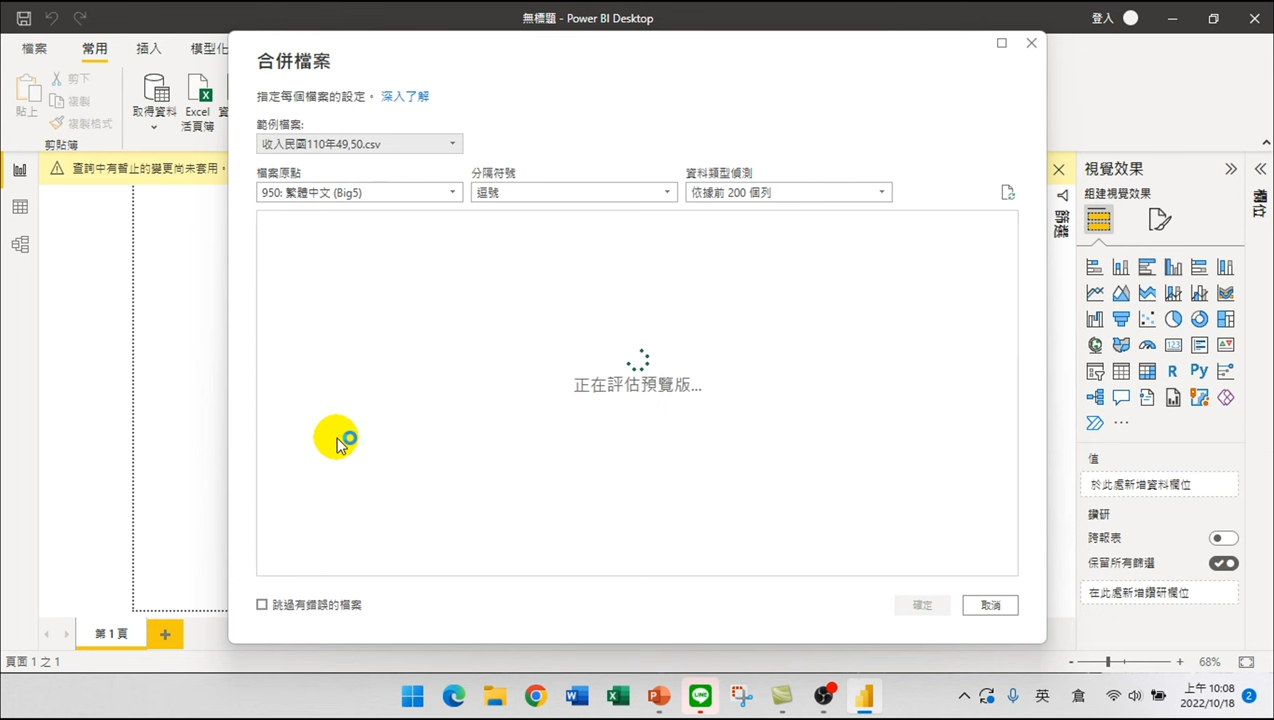 無標題 - Power BI Desktop
登入
檔案
常用
插入
模型化
貼上
剪下
複製
複製格式
剪貼簿
取得資料
Excel
活頁簿
資
查詢中有暫止的變更尚未套用。
合併檔案
指定每個檔案的設定。 深入了解
範例檔案:
收入民國110年49,50.csv
檔案原點
分隔符號
資料類型偵測
950: 繁體中文 (Big5)
逗號
依據前 200 個列
正在評估預覽版...
跳過有錯誤的檔案
確定
取消
篩選
視覺效果
組建視覺效果
欄位
123
R
Py
值
於此處新增資料欄位
鑽研
跨報表
保留所有篩選
在此處新增鑽研欄位
第 1 頁
頁面 1 之 1
68%
英
倉
上午 10:08
2022/10/18
2